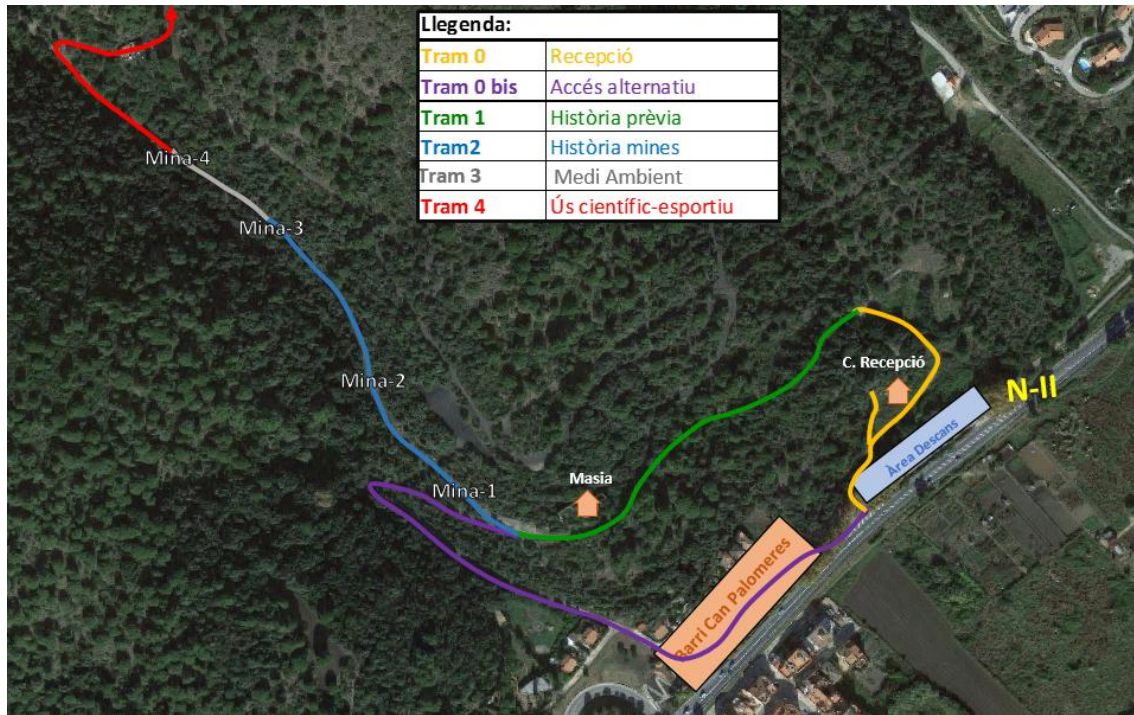 Llegenda:
Tram 0 Recepció
Tram 0 bis Accés alternatiu
Tram 1 Història prèvia
Tram2 Història mines
Tram 3 Medi Ambient
Tram 4 Ús científic-esportiu
Mina-4
Mina-3
Mina-2
Mina-1
Masia
C. Recepció
N-II
Àrea Descans
Barri Can Palomeres